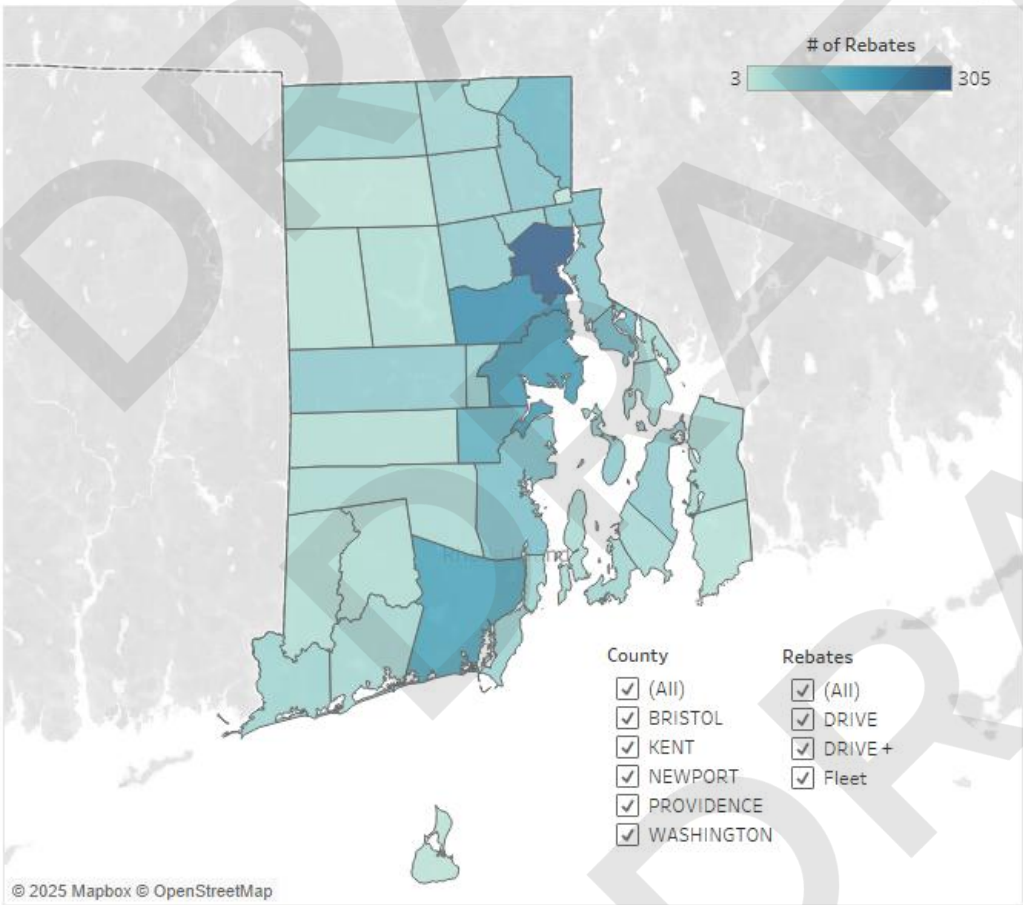 DRAFT
# of Rebates
3
305
County
(All)
BRISTOL
KENT
NEWPORT
PROVIDENCE
WASHINGTON
Rebates
(All)
DRIVE
DRIVE +
Fleet
© 2025 Mapbox © OpenStreetMap